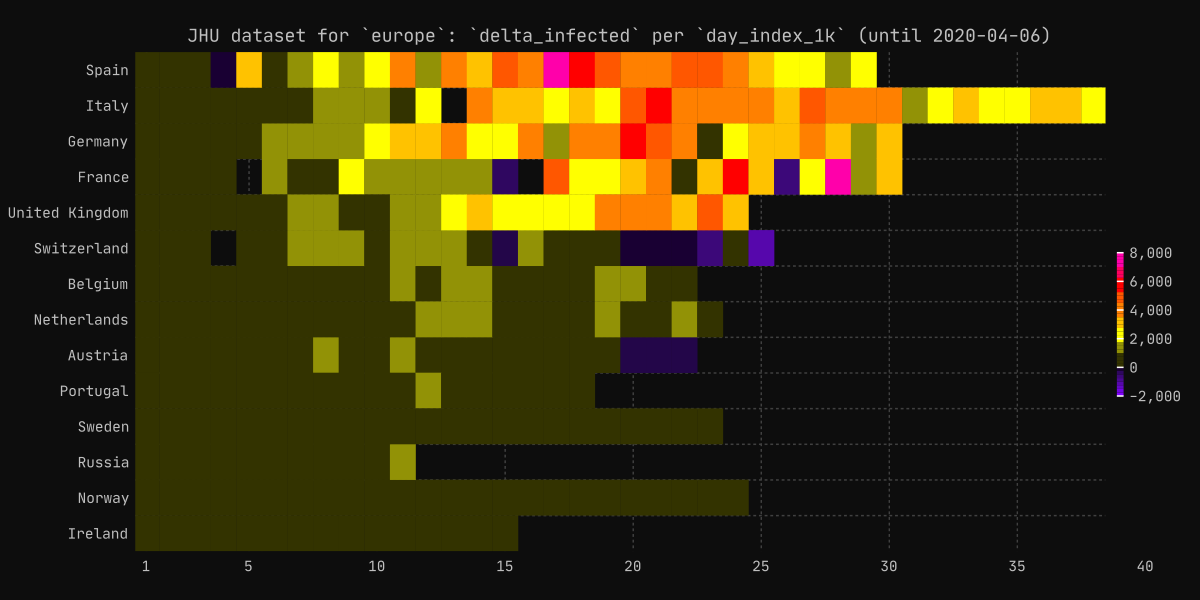 JHU dataset for `europe`: `delta_infected` per `day_index_1k` (until 2020-04-06)
Spain
Italy
Germany
France
United Kingdom
Switzerland
Belgium
Netherlands
Austria
Portugal
Sweden
Russia
Norway
Ireland
1 5 10 15 20 25 30 35 40
8,000
6,000
4,000
2,000
0
−2,000